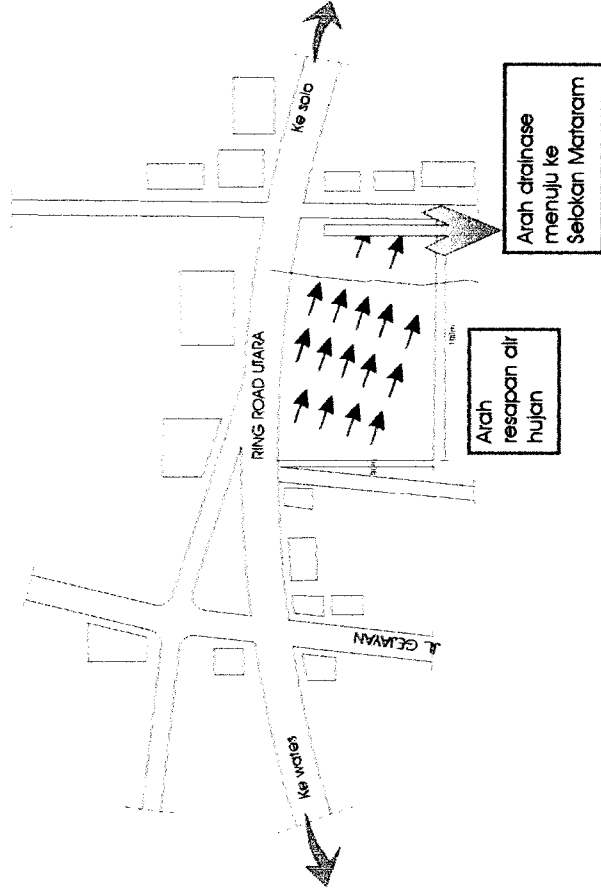 Ke solo
RING ROAD UTARA
JL. GEJAYAN
Ke wates
Arah
resapan air
hujan
Arah drainase
menuju ke
Selokan Mataram